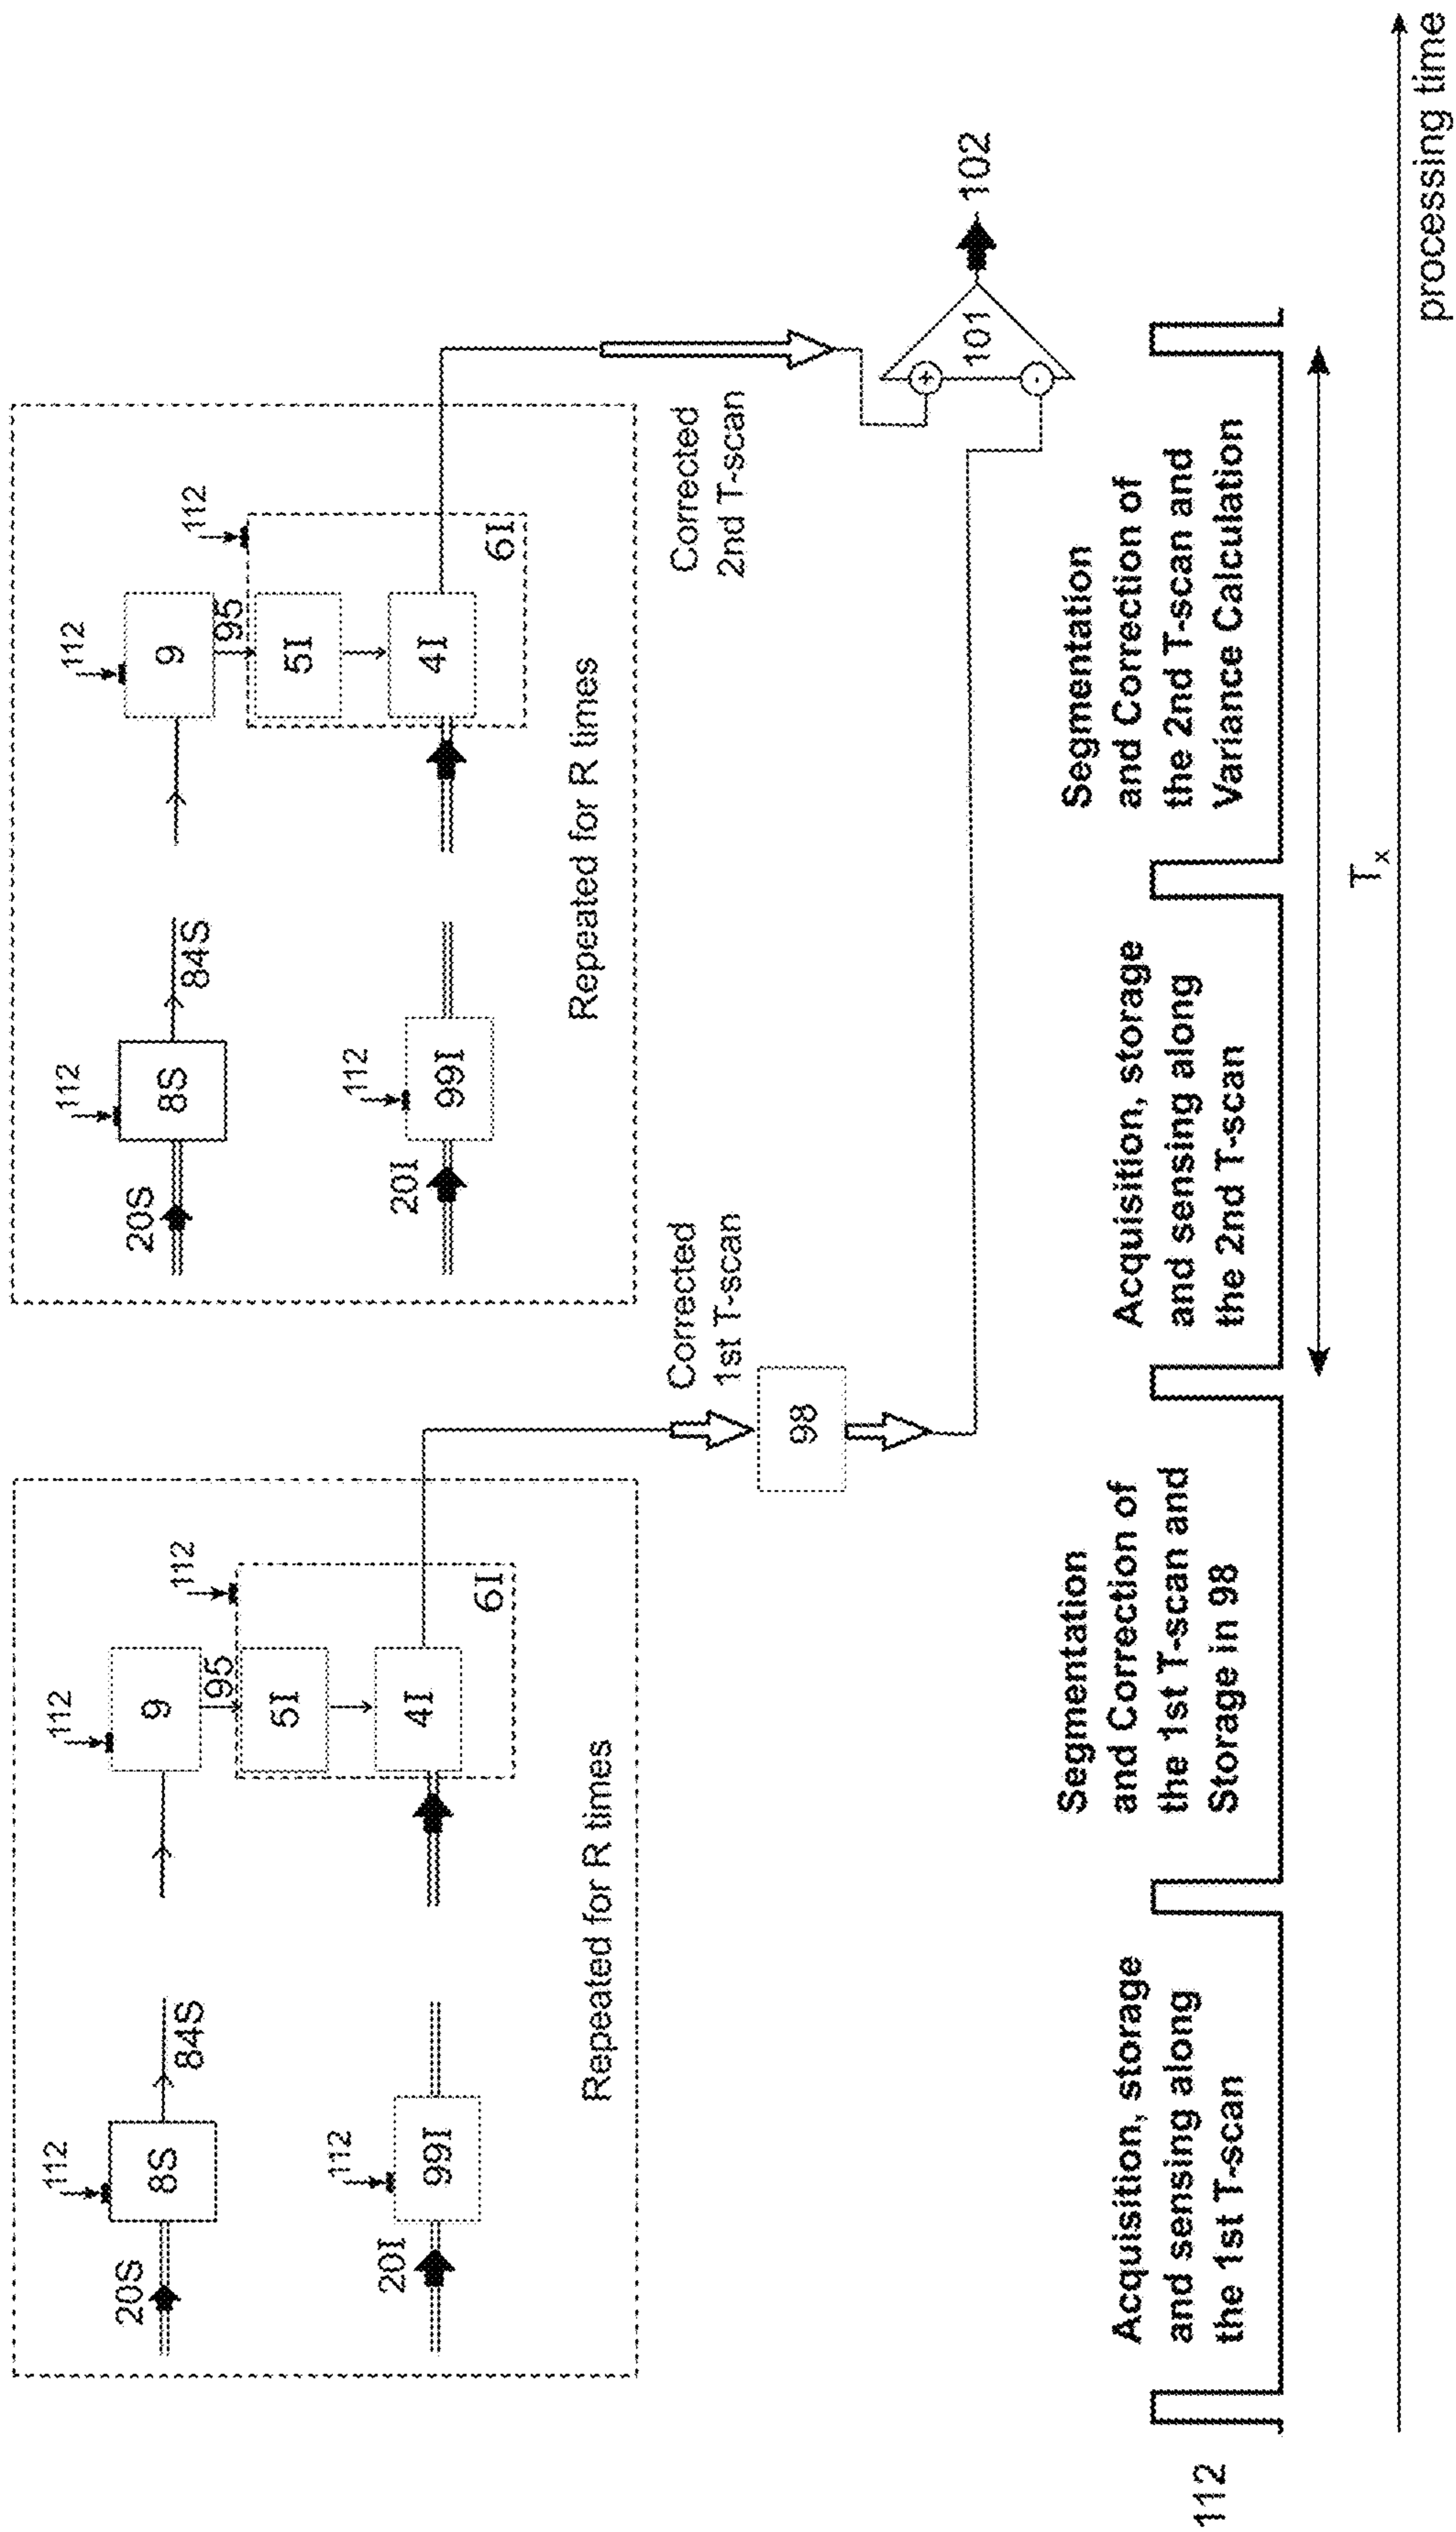 20S
112
8S
84S
112
9
95
112
5I
4I
6I
20I
112
99I
Repeated for R times
20S
112
8S
84S
112
9
95
112
5I
4I
6I
20I
112
99I
Repeated for R times
Corrected
1st T-scan
98
Corrected
2nd T-scan
+
-
101
102
112
Acquisition, storage
and sensing along
the 1st T-scan
Segmentation
and Correction of
the 1st T-scan and
Storage in 98
Acquisition, storage
and sensing along
the 2nd T-scan
Segmentation
and Correction of
the 2nd T-scan and
Variance Calculation
Tx
processing time